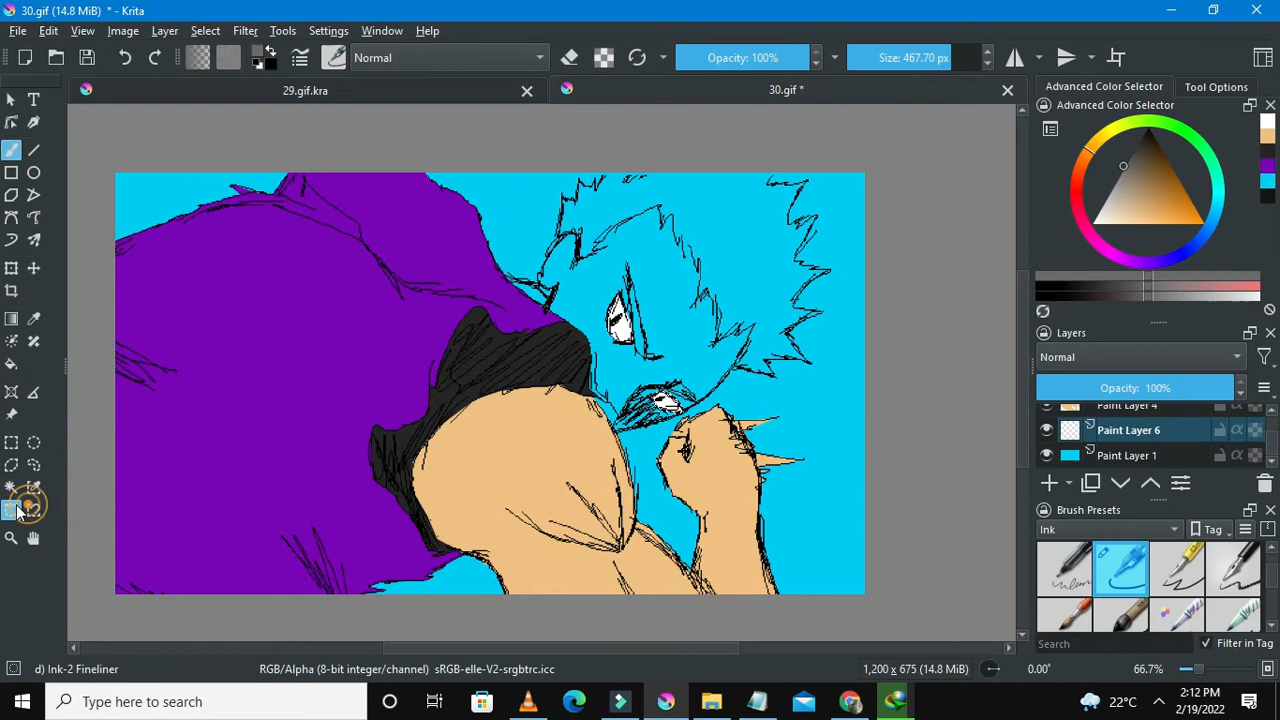 30.gif (14.8 MiB) * - Krita
File Edit View Image Layer Select Filter Tools Settings Window Help
Normal
Opacity: 100%
Size: 467.70 px
29.gif.kra
30.gif *
Advanced Color Selector
Tool Options
Advanced Color Selector
Layers
Normal
Opacity: 100%
Paint Layer 4
Paint Layer 6
Paint Layer 1
Brush Presets
Ink
Tag
Search
Filter in Tag
d) Ink-2 Fineliner
RGB/Alpha (8-bit integer/channel) sRGB-elle-V2-srgbtrc.icc
1,200 x 675 (14.8 MiB)
0.00°
66.7%
Type here to search
22°C
2:12 PM
2/19/2022